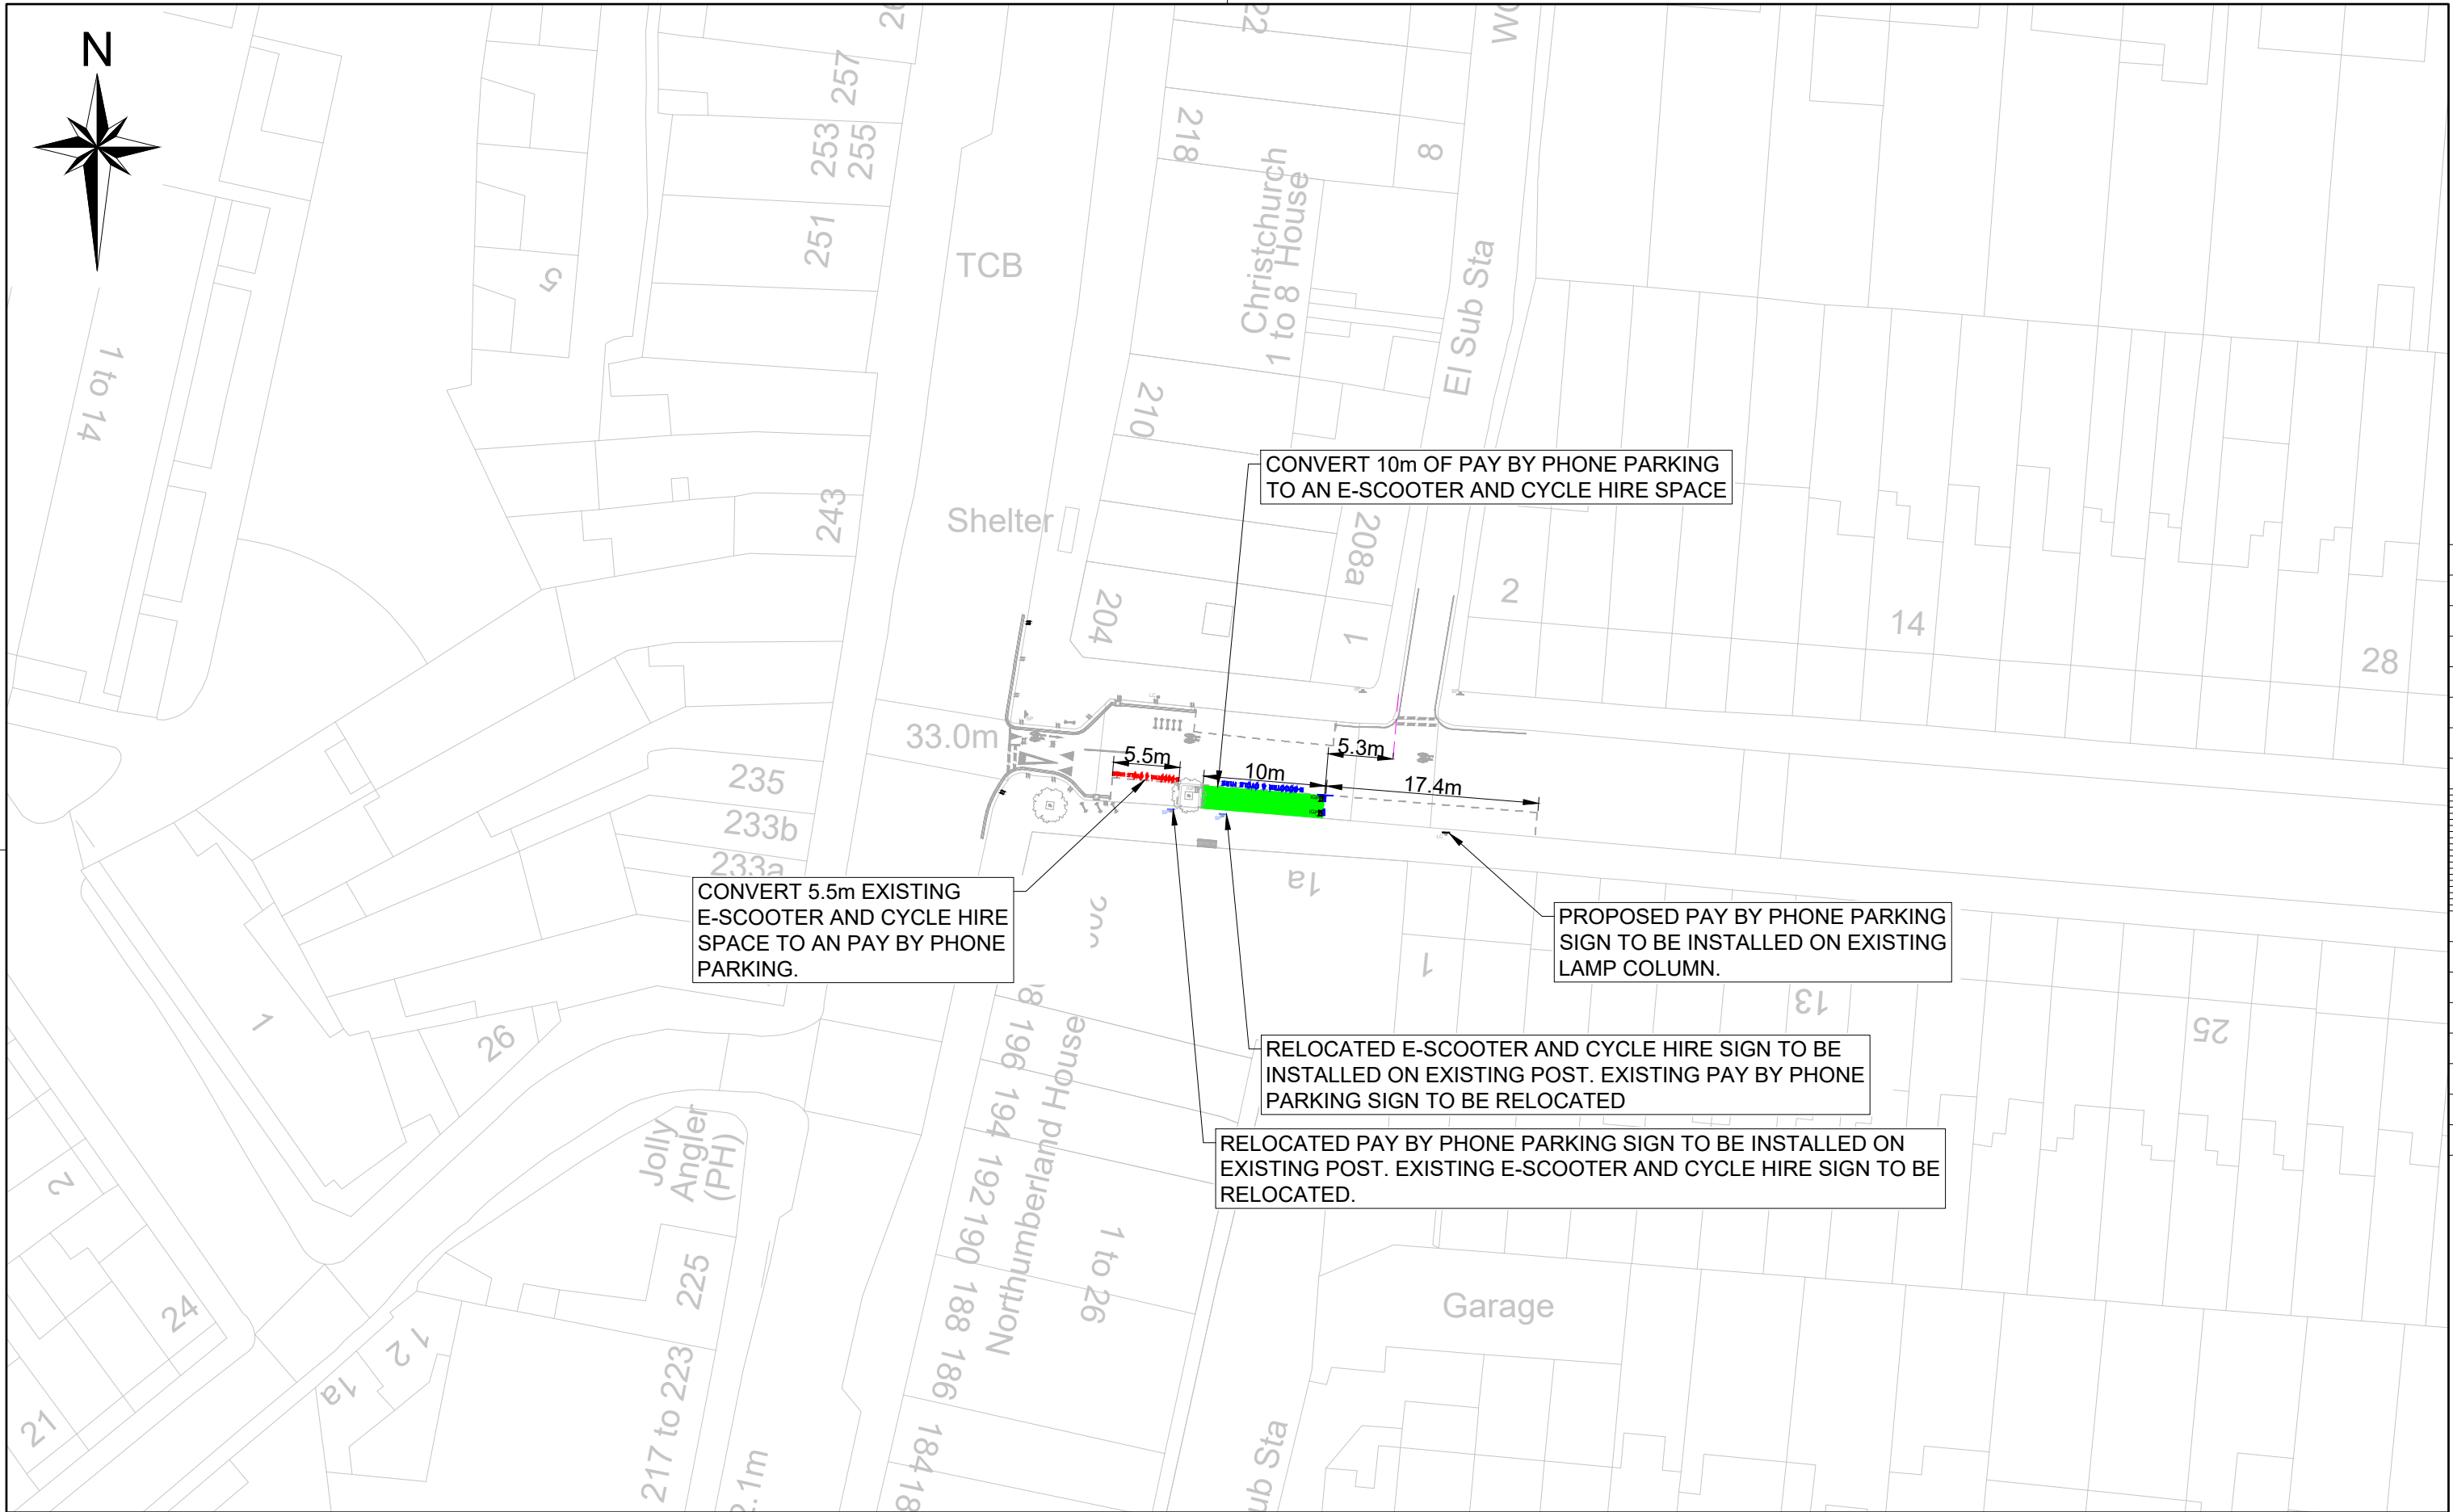 N
257
253
255
251
5
1 to 14
TCB
218
8
Christchurch
1 to 8 House
El Sub Sta
210
243
Shelter
CONVERT 10m OF PAY BY PHONE PARKING
TO AN E-SCOOTER AND CYCLE HIRE SPACE
208a
204
1
2
14
28
33.0m
5.5m
10m
5.3m
17.4m
235
233b
233a
1a
CONVERT 5.5m EXISTING
E-SCOOTER AND CYCLE HIRE
SPACE TO AN PAY BY PHONE
PARKING.
PROPOSED PAY BY PHONE PARKING
SIGN TO BE INSTALLED ON EXISTING
LAMP COLUMN.
1
13
25
1
26
RELOCATED E-SCOOTER AND CYCLE HIRE SIGN TO BE
INSTALLED ON EXISTING POST. EXISTING PAY BY PHONE
PARKING SIGN TO BE RELOCATED
RELOCATED PAY BY PHONE PARKING SIGN TO BE INSTALLED ON
EXISTING POST. EXISTING E-SCOOTER AND CYCLE HIRE SIGN TO BE
RELOCATED.
196 194 192 190 188 186
Northumberland House
1 to 26
Jolly
Angler
(PH)
225
217 to 223
2
24
21
1 2
1a
184
Garage
ub Sta